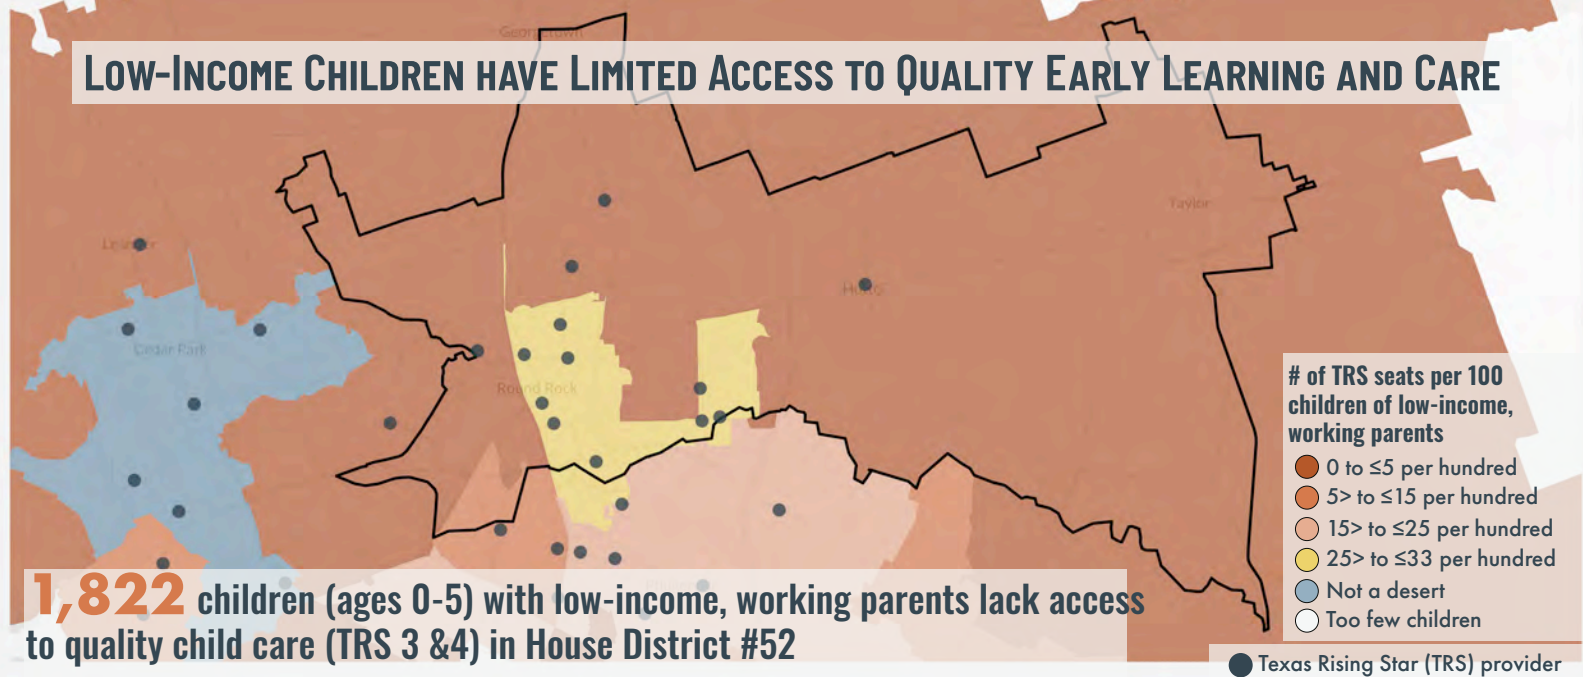 Georgetown
LOW-INCOME CHILDREN HAVE LIMITED ACCESS TO QUALITY EARLY LEARNING AND CARE
Taylor
Leander
Hutto
Cedar Park
Round Rock
# of TRS seats per 100
children of low-income,
working parents
0 to ≤5 per hundred
5> to ≤15 per hundred
15> to ≤25 per hundred
25> to ≤33 per hundred
Not a desert
Too few children
1,822 children (ages 0-5) with low-income, working parents lack access
to quality child care (TRS 3 &4) in House District #52
Texas Rising Star (TRS) provider